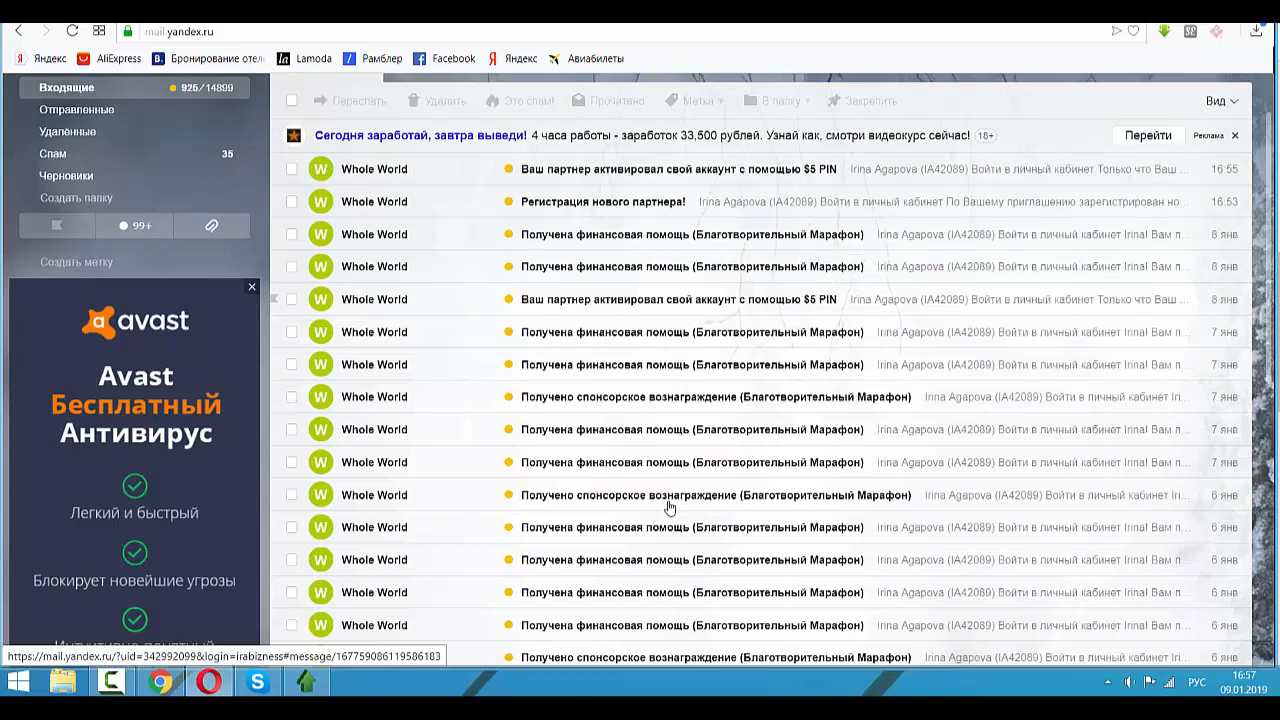 mail.yandex.ru
Яндекс AliExpress Бронирование отел Lamoda Рамблер Facebook Яндекс Авиабилеты
Входящие 925/14899
Отправленные
Удалённые
Спам 35
Черновики
Создать папку
99+
Создать метку
avast
Avast
Бесплатный
Антивирус
Легкий и быстрый
Блокирует новейшие угрозы
Переслать Удалить Это спам! Прочитано Метка В папку Закрепить Вид
Сегодня заработай, завтра выведи! 4 часа работы - заработок 33,500 рублей. Узнай как, смотри видеокурс сейчас! 18+ Перейти Реклама
W Whole World Ваш партнер активировал свой аккаунт с помощью $5 PIN Irina Agapova (IA42089) Войти в личный кабинет Только что Ваш ... 16:55
W Whole World Регистрация нового партнера! Irina Agapova (IA42089) Войти в личный кабинет По Вашему приглашению зарегистрирован но... 16:53
W Whole World Получена финансовая помощь (Благотворительный Марафон) Irina Agapova (IA42089) Войти в личный кабинет Irina! Вам п... 8 янв
W Whole World Получена финансовая помощь (Благотворительный Марафон) Irina Agapova (IA42089) Войти в личный кабинет Irina! Вам п... 8 янв
W Whole World Ваш партнер активировал свой аккаунт с помощью $5 PIN Irina Agapova (IA42089) Войти в личный кабинет Только что Ваш ... 8 янв
W Whole World Получена финансовая помощь (Благотворительный Марафон) Irina Agapova (IA42089) Войти в личный кабинет Irina! Вам п... 7 янв
W Whole World Получена финансовая помощь (Благотворительный Марафон) Irina Agapova (IA42089) Войти в личный кабинет Irina! Вам п... 7 янв
W Whole World Получено спонсорское вознаграждение (Благотворительный Марафон) Irina Agapova (IA42089) Войти в личный кабинет Iri... 7 янв
W Whole World Получена финансовая помощь (Благотворительный Марафон) Irina Agapova (IA42089) Войти в личный кабинет Irina! Вам п... 7 янв
W Whole World Получена финансовая помощь (Благотворительный Марафон) Irina Agapova (IA42089) Войти в личный кабинет Irina! Вам п... 7 янв
W Whole World Получено спонсорское вознаграждение (Благотворительный Марафон) Irina Agapova (IA42089) Войти в личный кабинет Iri... 6 янв
W Whole World Получена финансовая помощь (Благотворительный Марафон) Irina Agapova (IA42089) Войти в личный кабинет Irina! Вам п... 6 янв
W Whole World Получена финансовая помощь (Благотворительный Марафон) Irina Agapova (IA42089) Войти в личный кабинет Irina! Вам п... 6 янв
W Whole World Получена финансовая помощь (Благотворительный Марафон) Irina Agapova (IA42089) Войти в личный кабинет Irina! Вам п... 6 янв
W Whole World Получена финансовая помощь (Благотворительный Марафон) Irina Agapova (IA42089) Войти в личный кабинет Irina! Вам п... 6 янв
Получено спонсорское вознаграждение (Благотворительный Марафон) Irina Agapova (IA42089) Войти в личный кабинет Iri... 6 янв
https://mail.yandex.ru/?uid=342992099&login=irabizness#message/167759086119586183
РУС 16:57
09.01.2019